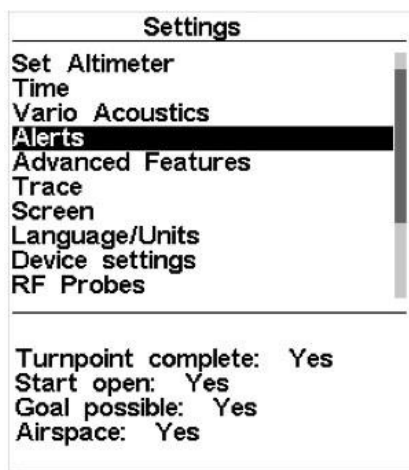 Settings
Set Altimeter
Time
Vario Acoustics
Alerts
Advanced Features
Trace
Screen
Language/Units
Device settings
RF Probes
Turnpoint complete: Yes
Start open: Yes
Goal possible: Yes
Airspace: Yes